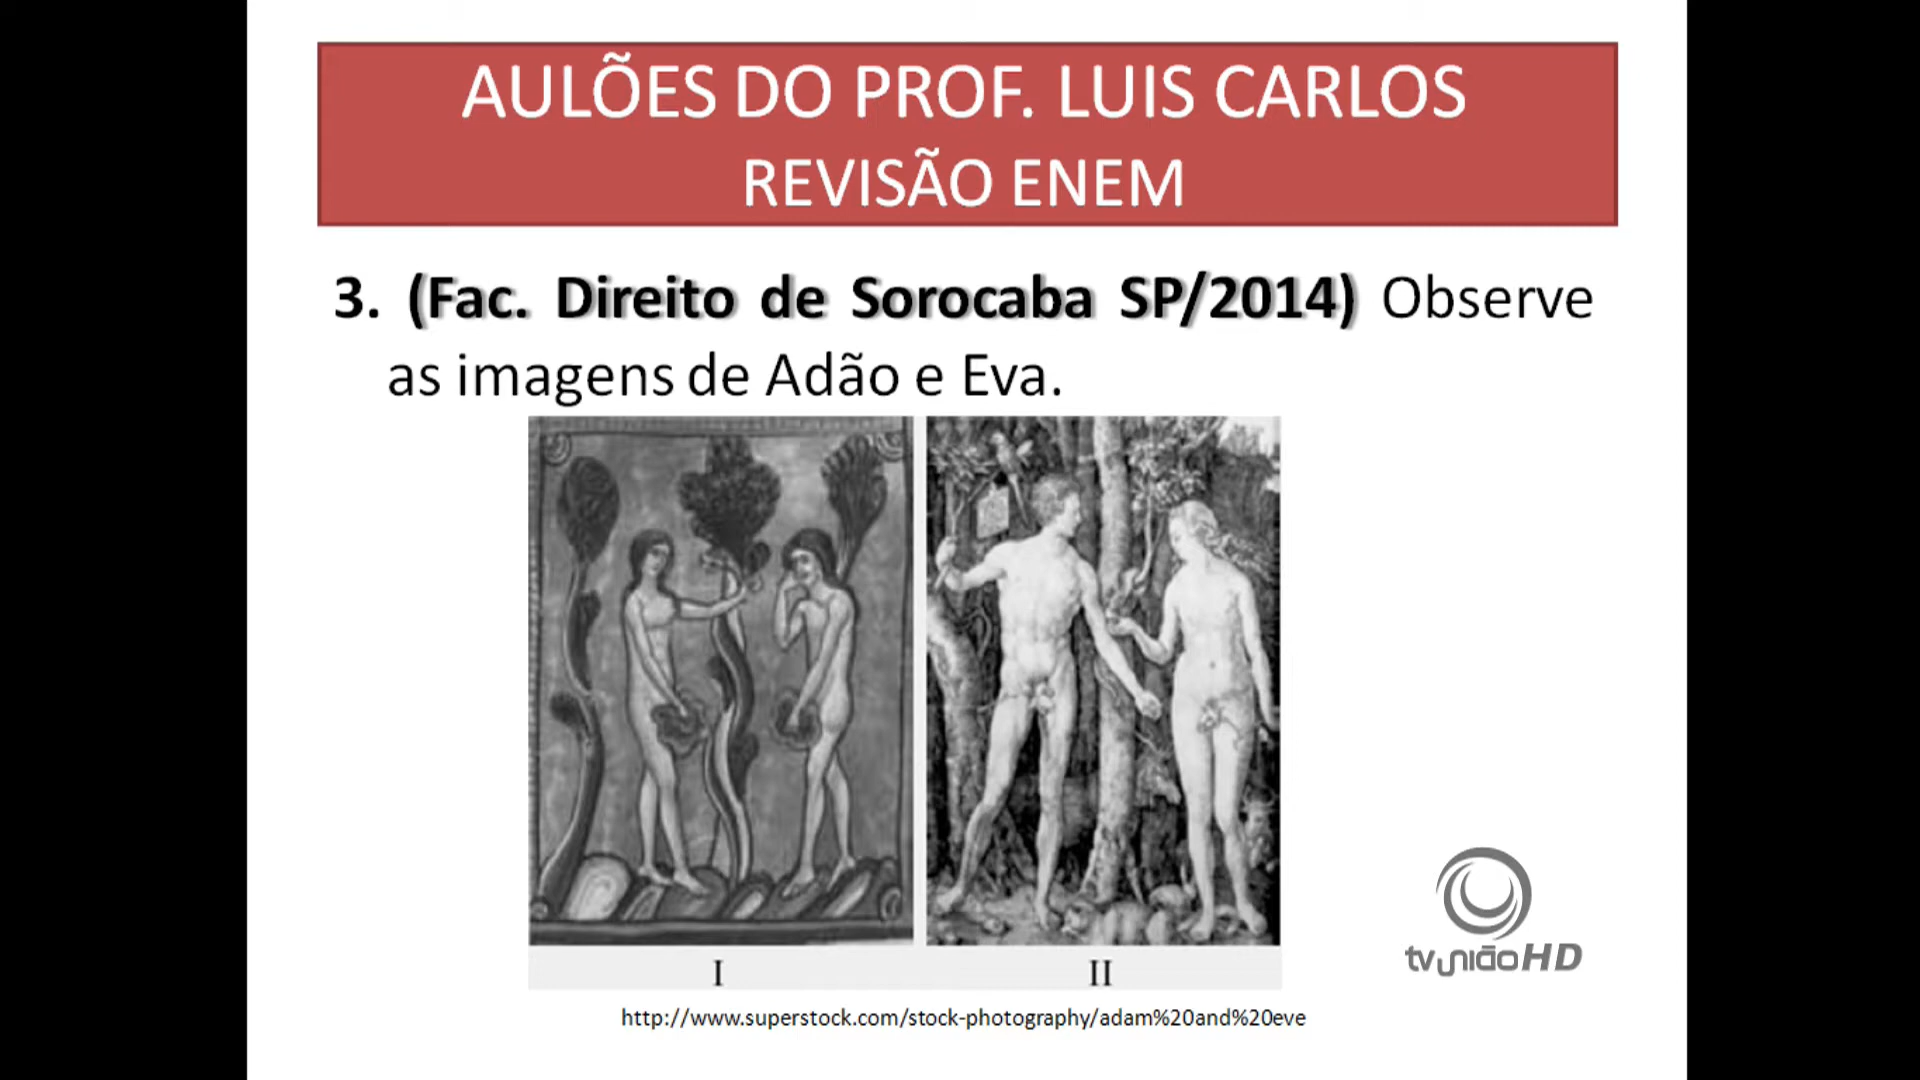 AULÕES DO PROF. LUIS CARLOS
REVISÃO ENEM
3. (Fac. Direito de Sorocaba SP/2014) Observe
as imagens de Adão e Eva.
I
II
http://www.superstock.com/stock-photography/adam%20and%20eve
tvuniãoHD